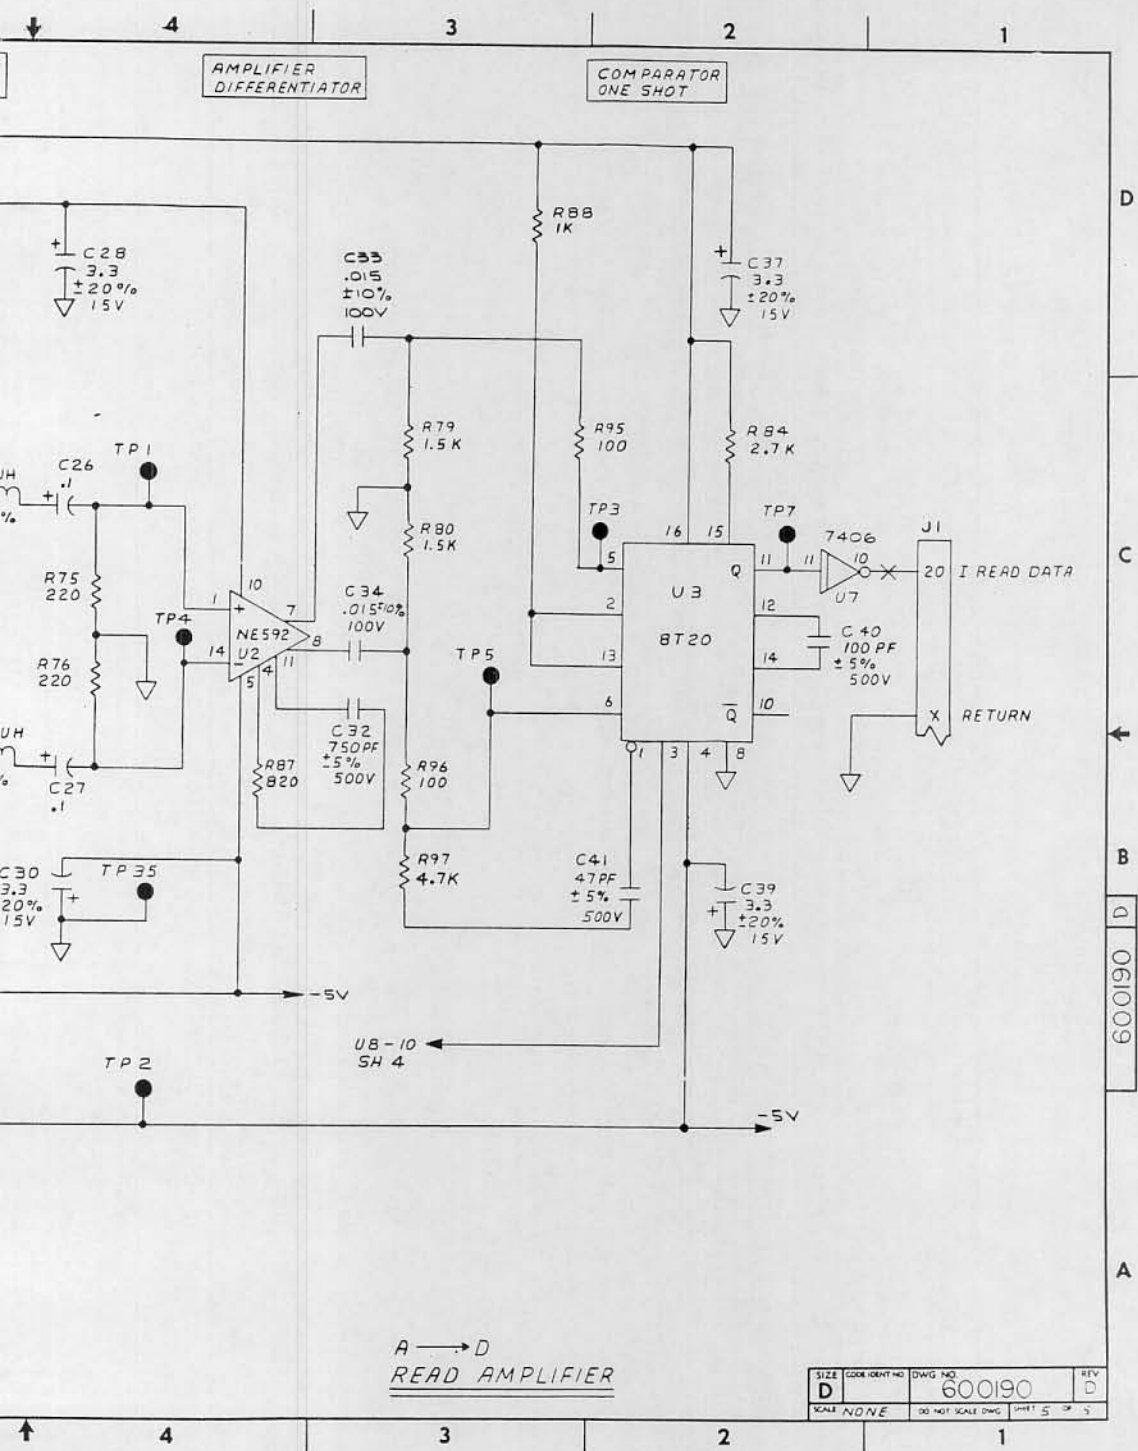 4
3
2
1
AMPLIFIER
DIFFERENTIATOR
COMPARATOR
ONE SHOT
D
R88
1K
C28
3.3
±20%
15V
C33
.015
±10%
100V
+
C37
3.3
±20%
15V
R79
1.5K
R95
100
R84
2.7K
TP1
C26
.1
UH
%
R80
1.5K
TP3
16
15
TP7
7406
J1
C
R75
220
10
1
+
7
NE592
U2
8
14
-
5
4
11
C34
.015±10%
100V
5
U3
8T20
Q
11
11
10
U7
20
I READ DATA
2
12
13
14
C40
100PF
±5%
500V
TP4
R76
220
TP5
6
Q̅
10
X
RETURN
1
3
4
8
UH
%
C27
.1
C32
750PF
±5%
500V
R87
820
R96
100
R97
4.7K
C41
47PF
±5%
500V
C39
3.3
±20%
15V
B
C30
3.3
20%
15V
TP35
D
600190
-5V
U8-10
SH 4
TP2
-5V
A
A → D
READ AMPLIFIER
SIZE
D
CODE IDENT NO
DWG NO.
600190
REV
D
SCALE NONE
DO NOT SCALE DWG
SHEET 5 OF 5
4
3
2
1